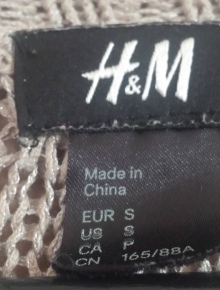 H&M
Made in
China
EUR S
US S
CA P
CN 165/88A